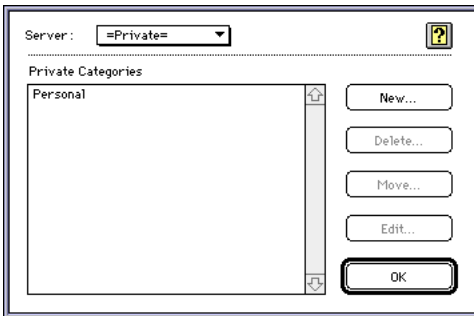 Server: =Private=
?
Private Categories
Personal
New...
Delete...
Move...
Edit...
OK